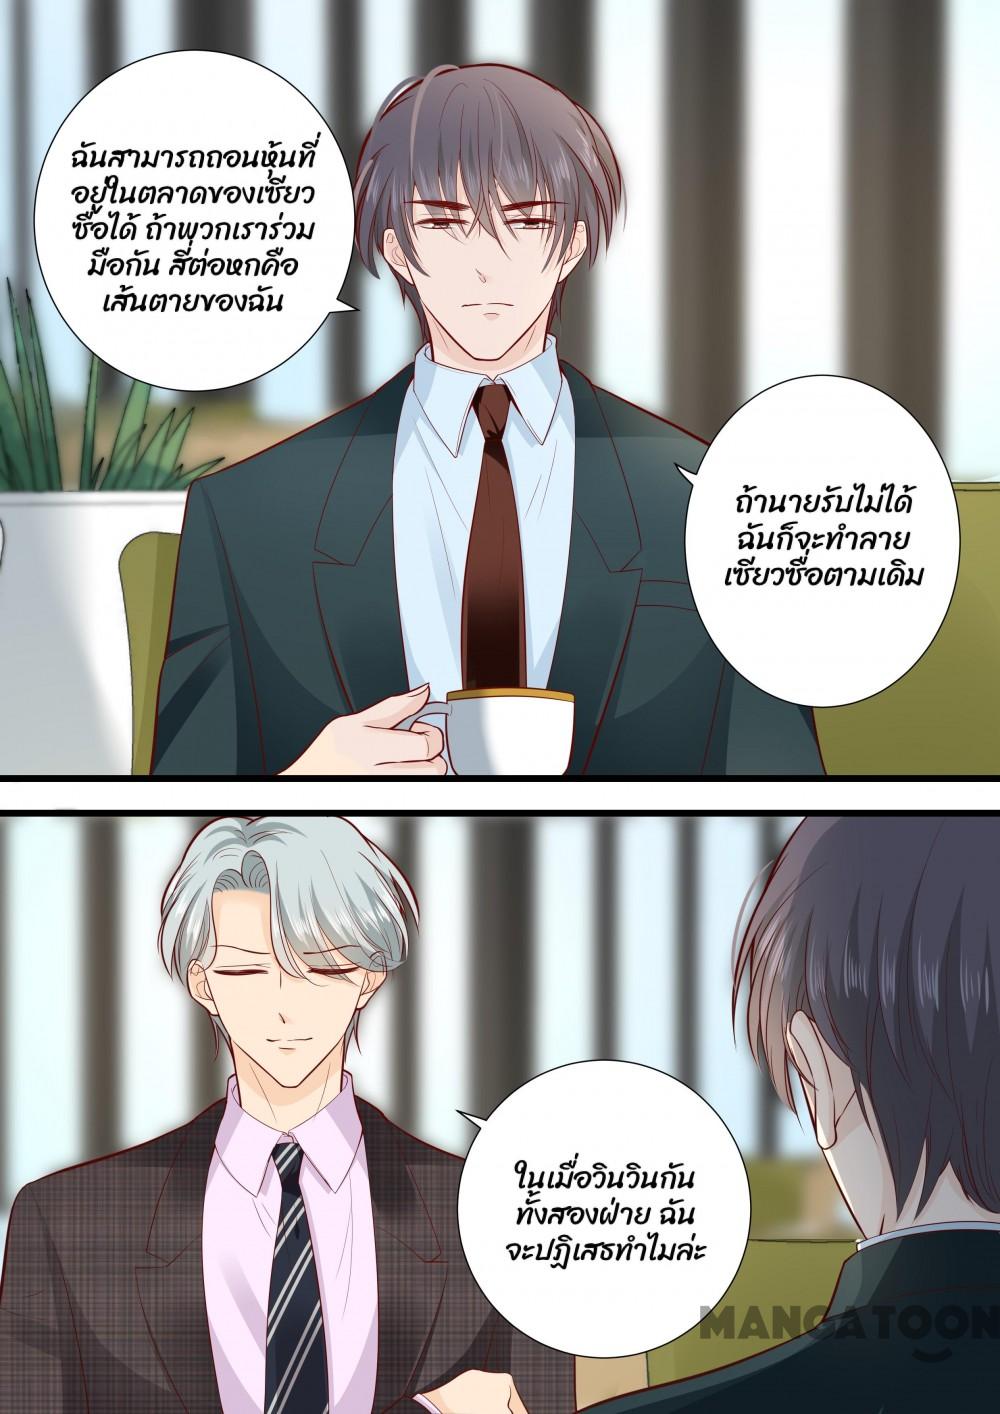 ฉันสามารถถอนหุ้นที่
อยู่ในตลาดของเซียว
ซือได้ ถ้าพวกเราร่วม
มือกัน สี่ต่อหกคือ
เส้นตายของฉัน
ถ้านายรับไม่ได้
ฉันก็จะทำลาย
เซียวซื่อตามเดิม
ในเมื่อวินวินกัน
ทั้งสองฝ่าย ฉัน
จะปฏิเสธทำไมล่ะ
MANGATOON